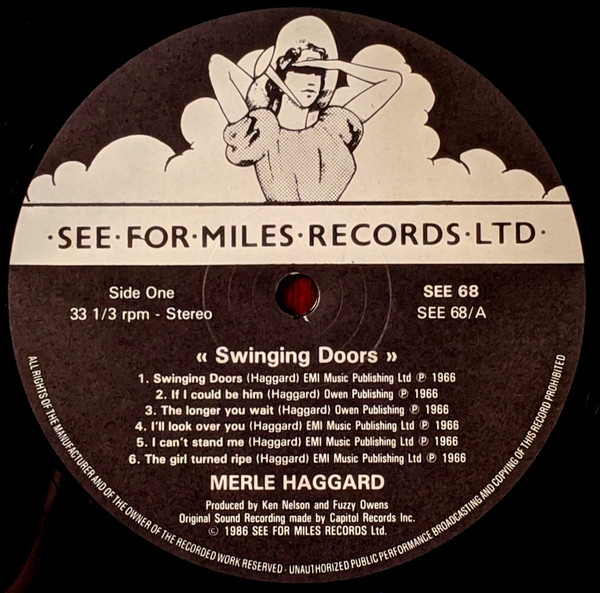 ·SEE·FOR·MILES·RECORDS·LTD·
Side One
33 1/3 rpm - Stereo
SEE 68
SEE 68/A
« Swinging Doors »
1. Swinging Doors (Haggard) EMI Music Publishing Ltd ℗ 1966
2. If I could be him (Haggard) Owen Publishing ℗ 1966
3. The longer you wait (Haggard) Owen Publishing ℗ 1966
4. I'll look over you (Haggard) EMI Music Publishing Ltd ℗ 1966
5. I can't stand me (Haggard) EMI Music Publishing Ltd ℗ 1966
6. The girl turned ripe (Haggard) EMI Music Publishing Ltd ℗ 1966
MERLE HAGGARD
Produced by Ken Nelson and Fuzzy Owens
Original Sound Recording made by Capitol Records Inc.
© 1986 SEE FOR MILES RECORDS Ltd.
ALL RIGHTS OF THE MANUFACTURER AND OF THE OWNER OF THE RECORDED WORK RESERVED - UNAUTHORIZED PUBLIC PERFORMANCE BROADCASTING AND COPYING OF THIS RECORD PROHIBITED